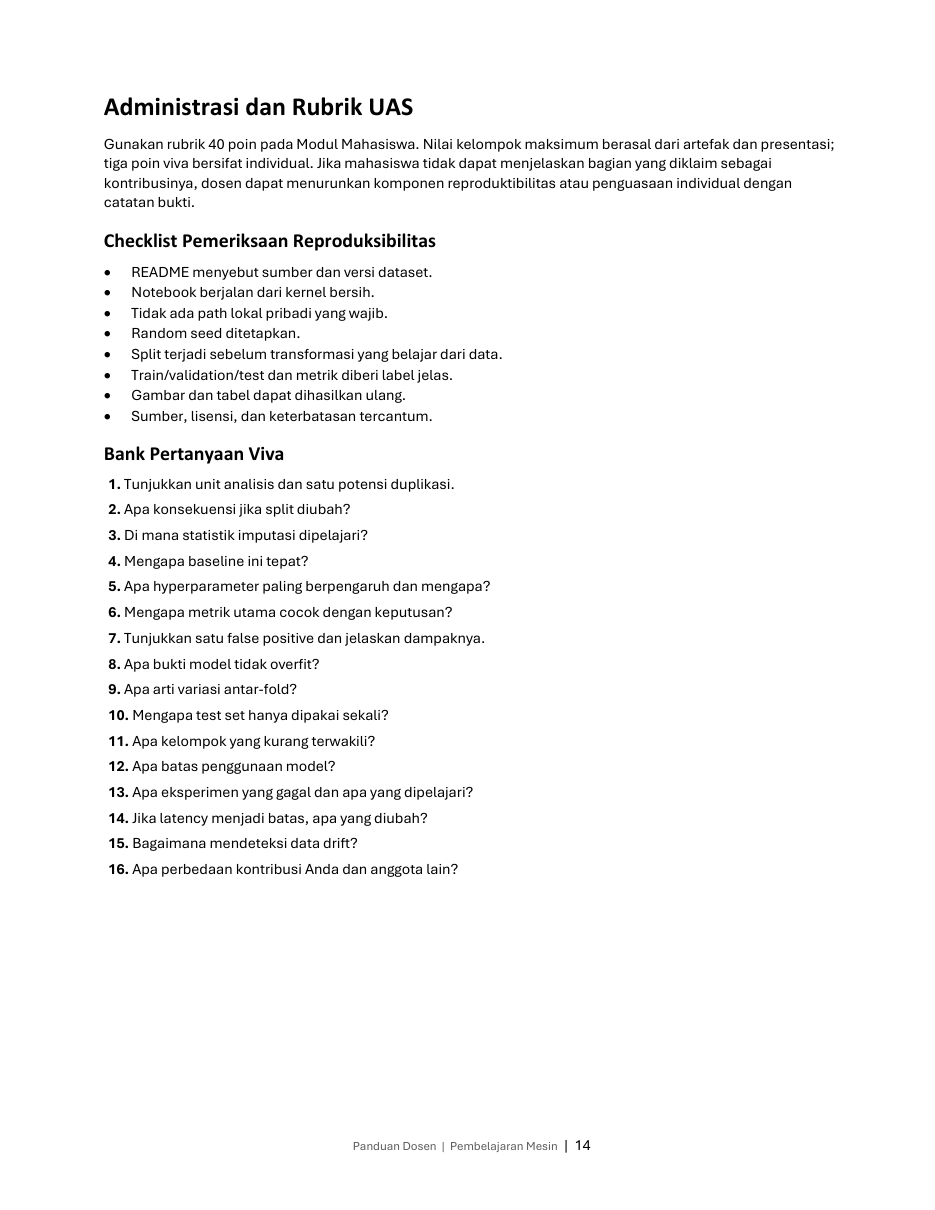 Administrasi dan Rubrik UAS
Gunakan rubrik 40 poin pada Modul Mahasiswa. Nilai kelompok maksimum berasal dari artefak dan presentasi;
tiga poin viva bersifat individual. Jika mahasiswa tidak dapat menjelaskan bagian yang diklaim sebagai
kontribusinya, dosen dapat menurunkan komponen reproduktibilitas atau penguasaan individual dengan
catatan bukti.
Checklist Pemeriksaan Reproduksibilitas
• README menyebut sumber dan versi dataset.
• Notebook berjalan dari kernel bersih.
• Tidak ada path lokal pribadi yang wajib.
• Random seed ditetapkan.
• Split terjadi sebelum transformasi yang belajar dari data.
• Train/validation/test dan metrik diberi label jelas.
• Gambar dan tabel dapat dihasilkan ulang.
• Sumber, lisensi, dan keterbatasan tercantum.
Bank Pertanyaan Viva
1. Tunjukkan unit analisis dan satu potensi duplikasi.
2. Apa konsekuensi jika split diubah?
3. Di mana statistik imputasi dipelajari?
4. Mengapa baseline ini tepat?
5. Apa hyperparameter paling berpengaruh dan mengapa?
6. Mengapa metrik utama cocok dengan keputusan?
7. Tunjukkan satu false positive dan jelaskan dampaknya.
8. Apa bukti model tidak overfit?
9. Apa arti variasi antar-fold?
10. Mengapa test set hanya dipakai sekali?
11. Apa kelompok yang kurang terwakili?
12. Apa batas penggunaan model?
13. Apa eksperimen yang gagal dan apa yang dipelajari?
14. Jika latency menjadi batas, apa yang diubah?
15. Bagaimana mendeteksi data drift?
16. Apa perbedaan kontribusi Anda dan anggota lain?
Panduan Dosen | Pembelajaran Mesin | 14